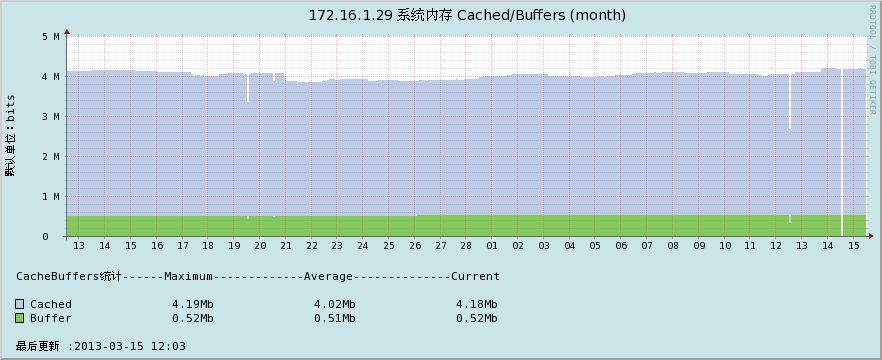 172.16.1.29 系统内存 Cached/Buffers (month)
RRDTOOL / TOBI OETIKER
默认单位：bits
5 M
4 M
3 M
2 M
1 M
0
13 14 15 16 17 18 19 20 21 22 23 24 25 26 27 28 01 02 03 04 05 06 07 08 09 10 11 12 13 14 15
CacheBuffers统计------Maximum-------------Average--------------Current
Cached 4.19Mb 4.02Mb 4.18Mb
Buffer 0.52Mb 0.51Mb 0.52Mb
最后更新 :2013-03-15 12:03